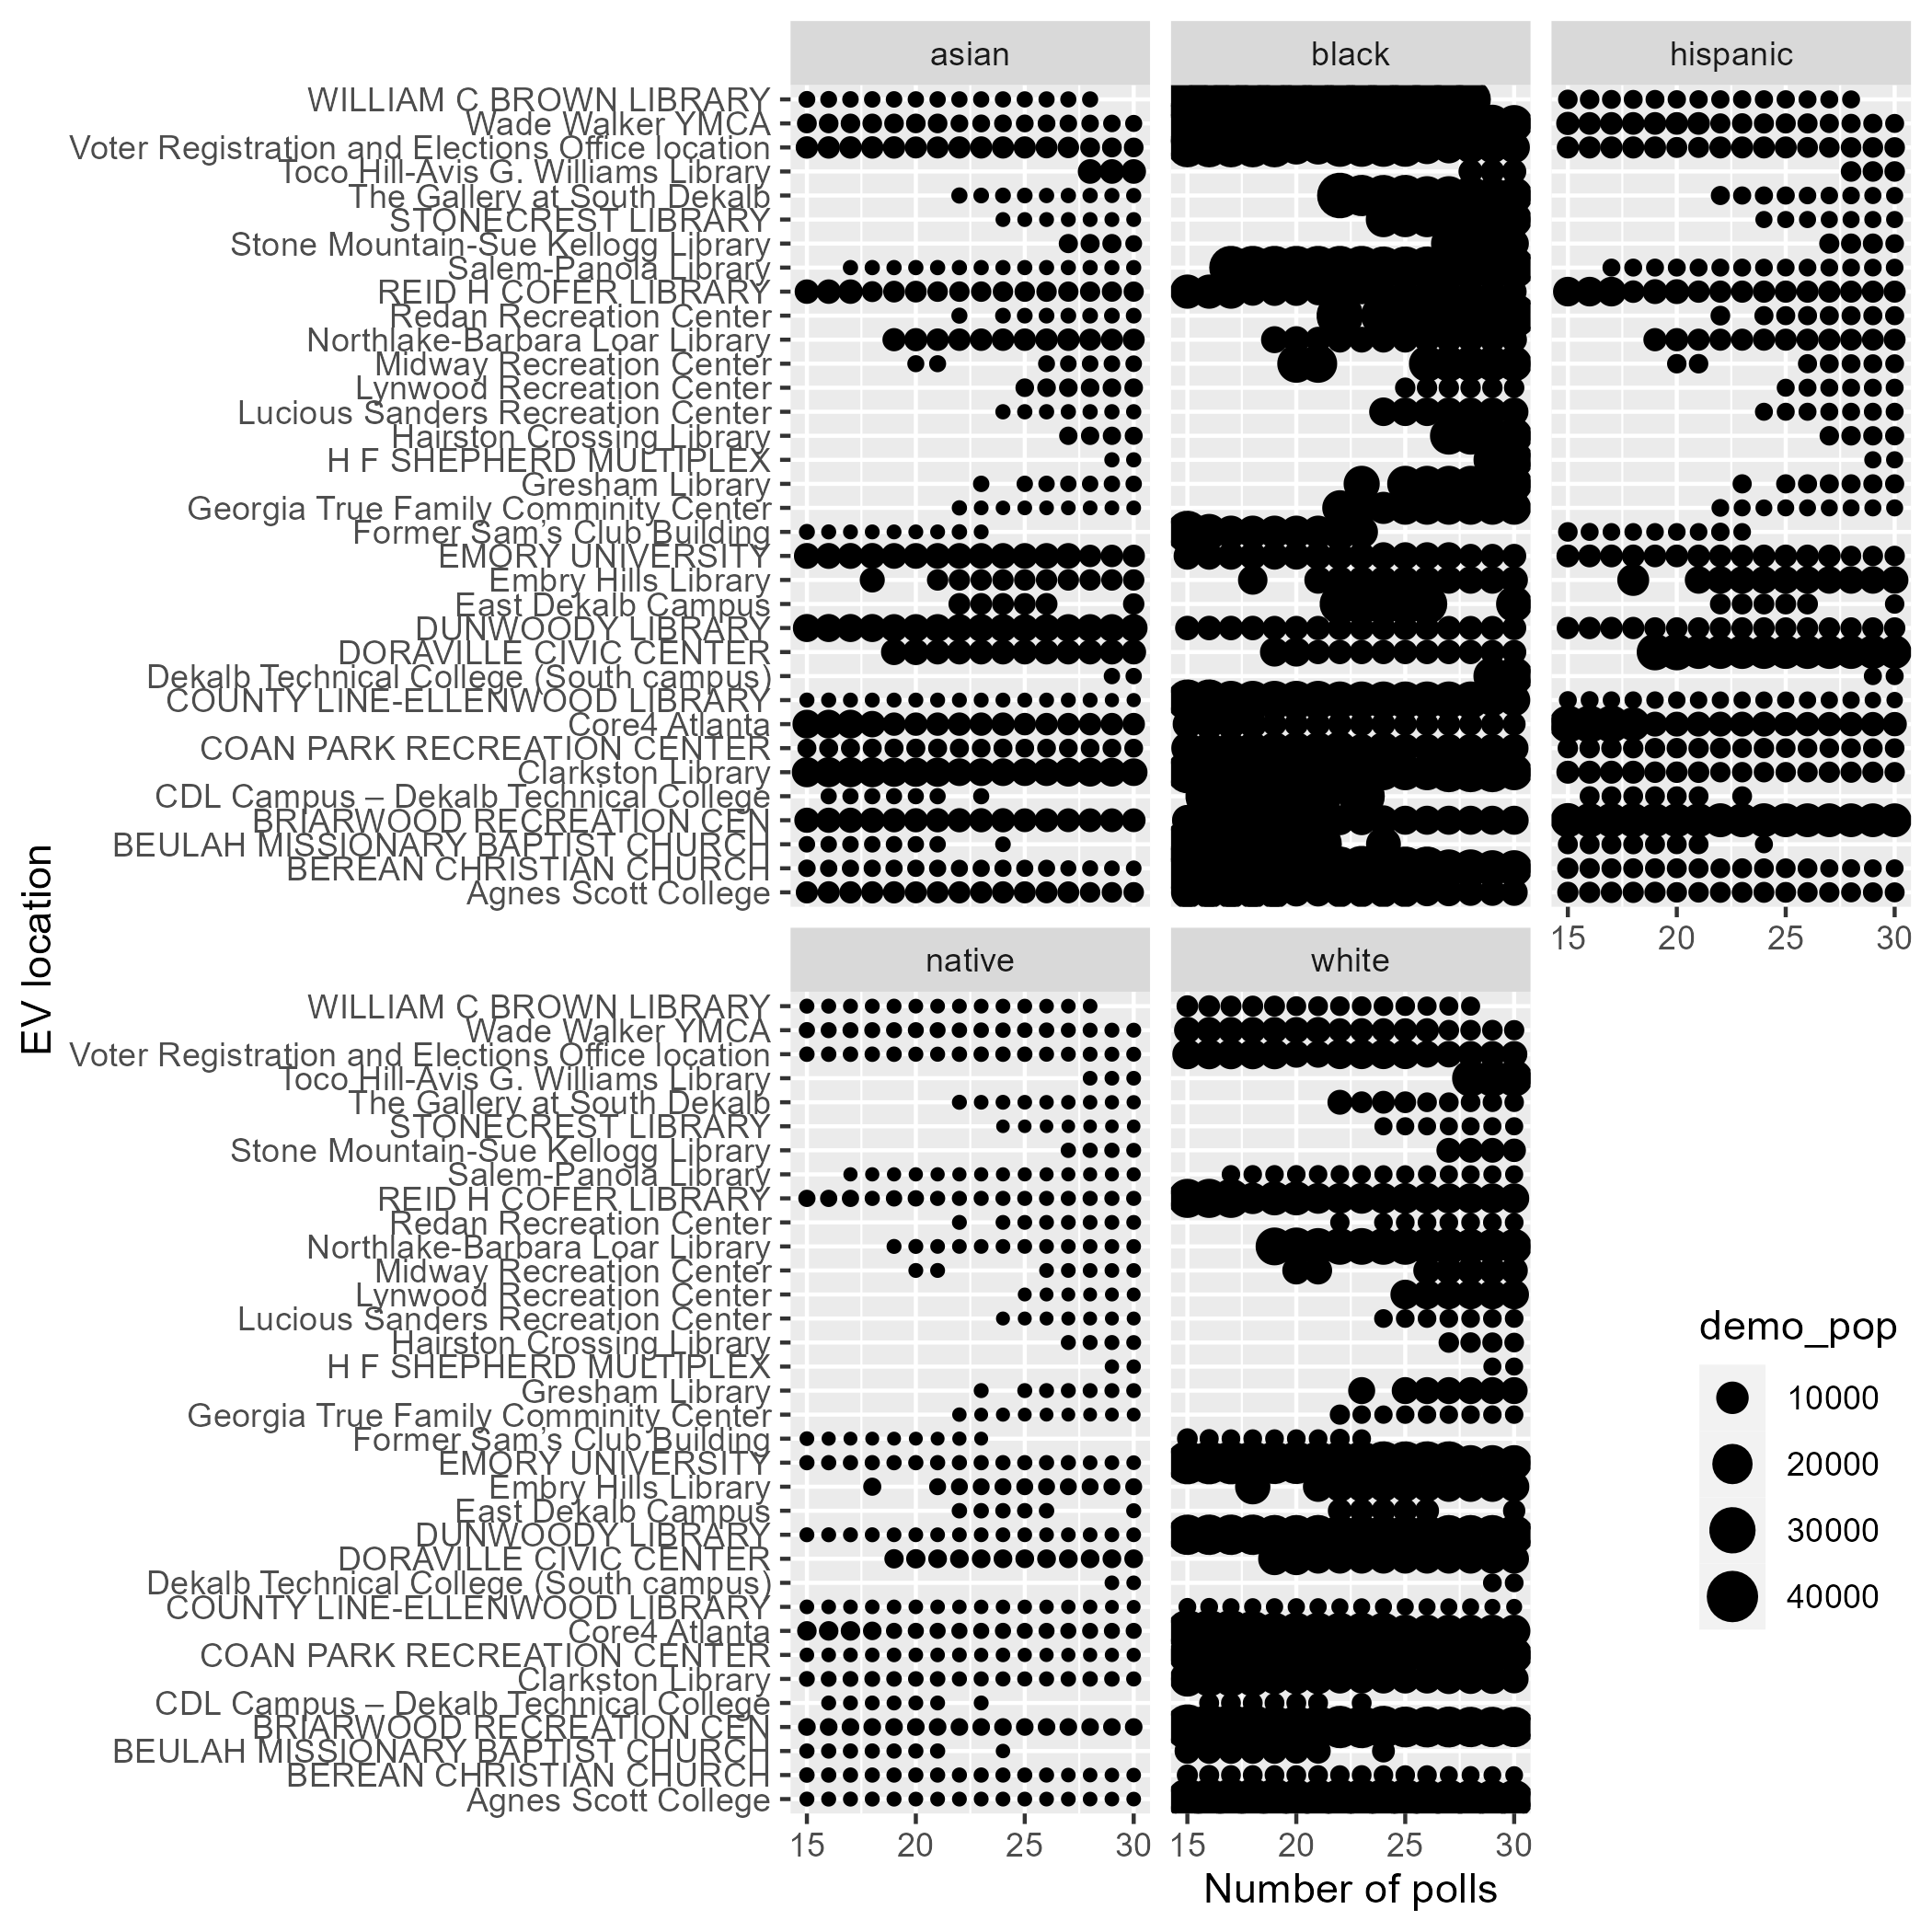 asian
black
hispanic
WILLIAM C BROWN LIBRARY
Wade Walker YMCA
Voter Registration and Elections Office location
Toco Hill-Avis G. Williams Library
The Gallery at South Dekalb
STONECREST LIBRARY
Stone Mountain-Sue Kellogg Library
Salem-Panola Library
REID H COFER LIBRARY
Redan Recreation Center
Northlake-Barbara Loar Library
Midway Recreation Center
Lynwood Recreation Center
Lucious Sanders Recreation Center
Hairston Crossing Library
H F SHEPHERD MULTIPLEX
Gresham Library
Georgia True Family Comminity Center
Former Sam’s Club Building
EMORY UNIVERSITY
Embry Hills Library
East Dekalb Campus
DUNWOODY LIBRARY
DORAVILLE CIVIC CENTER
Dekalb Technical College (South campus)
COUNTY LINE-ELLENWOOD LIBRARY
Core4 Atlanta
COAN PARK RECREATION CENTER
Clarkston Library
CDL Campus – Dekalb Technical College
BRIARWOOD RECREATION CEN
BEULAH MISSIONARY BAPTIST CHURCH
BEREAN CHRISTIAN CHURCH
Agnes Scott College
15 20 25 30
EV location
native
white
WILLIAM C BROWN LIBRARY
Wade Walker YMCA
Voter Registration and Elections Office location
Toco Hill-Avis G. Williams Library
The Gallery at South Dekalb
STONECREST LIBRARY
Stone Mountain-Sue Kellogg Library
Salem-Panola Library
REID H COFER LIBRARY
Redan Recreation Center
Northlake-Barbara Loar Library
Midway Recreation Center
Lynwood Recreation Center
Lucious Sanders Recreation Center
Hairston Crossing Library
H F SHEPHERD MULTIPLEX
Gresham Library
Georgia True Family Comminity Center
Former Sam’s Club Building
EMORY UNIVERSITY
Embry Hills Library
East Dekalb Campus
DUNWOODY LIBRARY
DORAVILLE CIVIC CENTER
Dekalb Technical College (South campus)
COUNTY LINE-ELLENWOOD LIBRARY
Core4 Atlanta
COAN PARK RECREATION CENTER
Clarkston Library
CDL Campus – Dekalb Technical College
BRIARWOOD RECREATION CEN
BEULAH MISSIONARY BAPTIST CHURCH
BEREAN CHRISTIAN CHURCH
Agnes Scott College
15 20 25 30
15 20 25 30
Number of polls
demo_pop
10000
20000
30000
40000